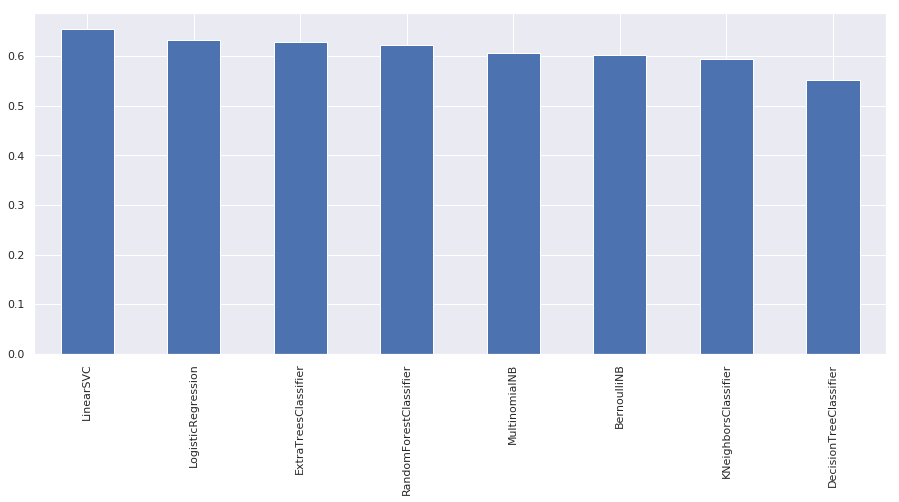 0.6
0.5
0.4
0.3
0.2
0.1
0.0
LinearSVC
LogisticRegression
ExtraTreesClassifier
RandomForestClassifier
MultinomialNB
BernoulliNB
KNeighborsClassifier
DecisionTreeClassifier